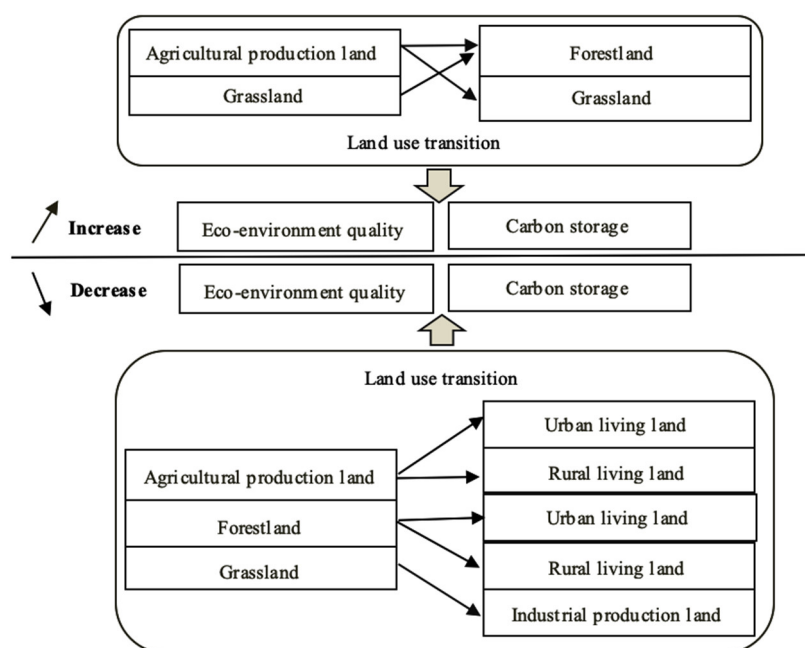 Agricultural production land
Forestland
Grassland
Grassland
Land use transition
Increase
Eco-environment quality
Carbon storage
Decrease
Eco-environment quality
Carbon storage
Land use transition
Urban living land
Agricultural production land
Rural living land
Forestland
Urban living land
Grassland
Rural living land
Industrial production land